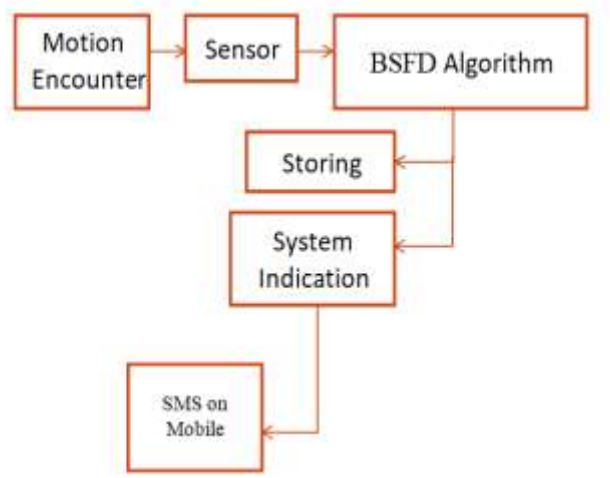 Motion
Encounter
Sensor
BSFD Algorithm
Storing
System
Indication
SMS on
Mobile